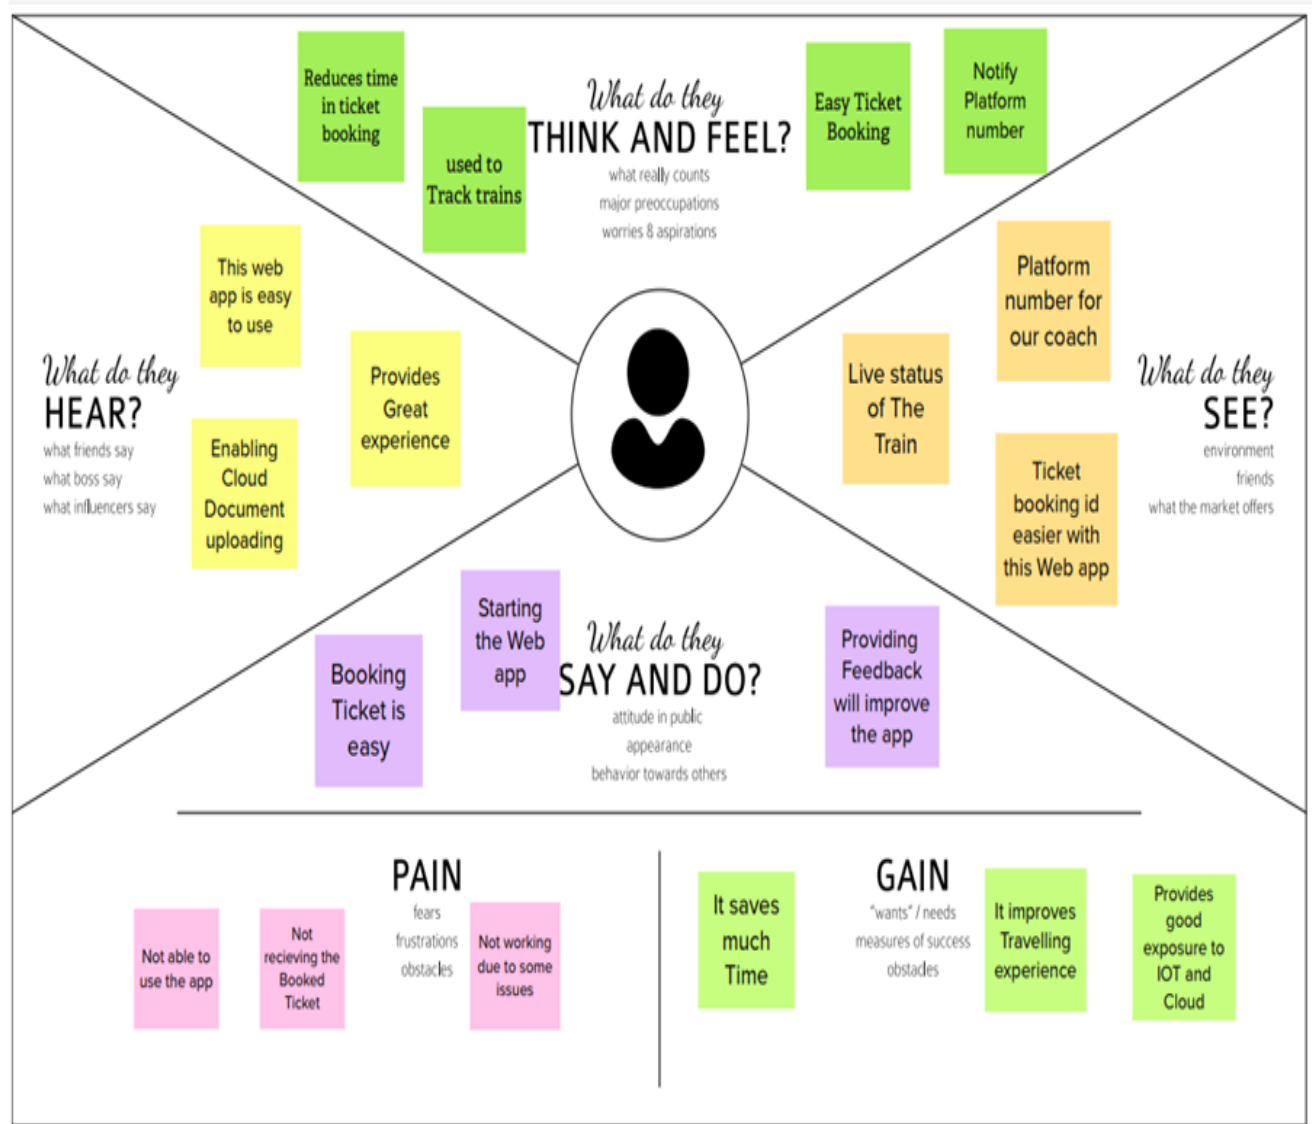 Reduces time
in ticket
booking
used to
Track trains
What do they
THINK AND FEEL?
what really counts
major preoccupations
worries & aspirations
Easy Ticket
Booking
Notify
Platform
number
This web
app is easy
to use
Provides
Great
experience
What do they
HEAR?
what friends say
what boss say
what influencers say
Enabling
Cloud
Document
uploading
Platform
number for
our coach
Live status
of The
Train
What do they
SEE?
environment
friends
what the market offers
Ticket
booking id
easier with
this Web app
Booking
Ticket is
easy
Starting
the Web
app
What do they
SAY AND DO?
attitude in public
appearance
behavior towards others
Providing
Feedback
will improve
the app
PAIN
fears
frustrations
obstacles
Not able to
use the app
Not
recieving the
Booked
Ticket
Not working
due to some
issues
GAIN
"wants" / needs
measures of success
obstacles
It saves
much
Time
It improves
Travelling
experience
Provides
good
exposure to
IOT and
Cloud